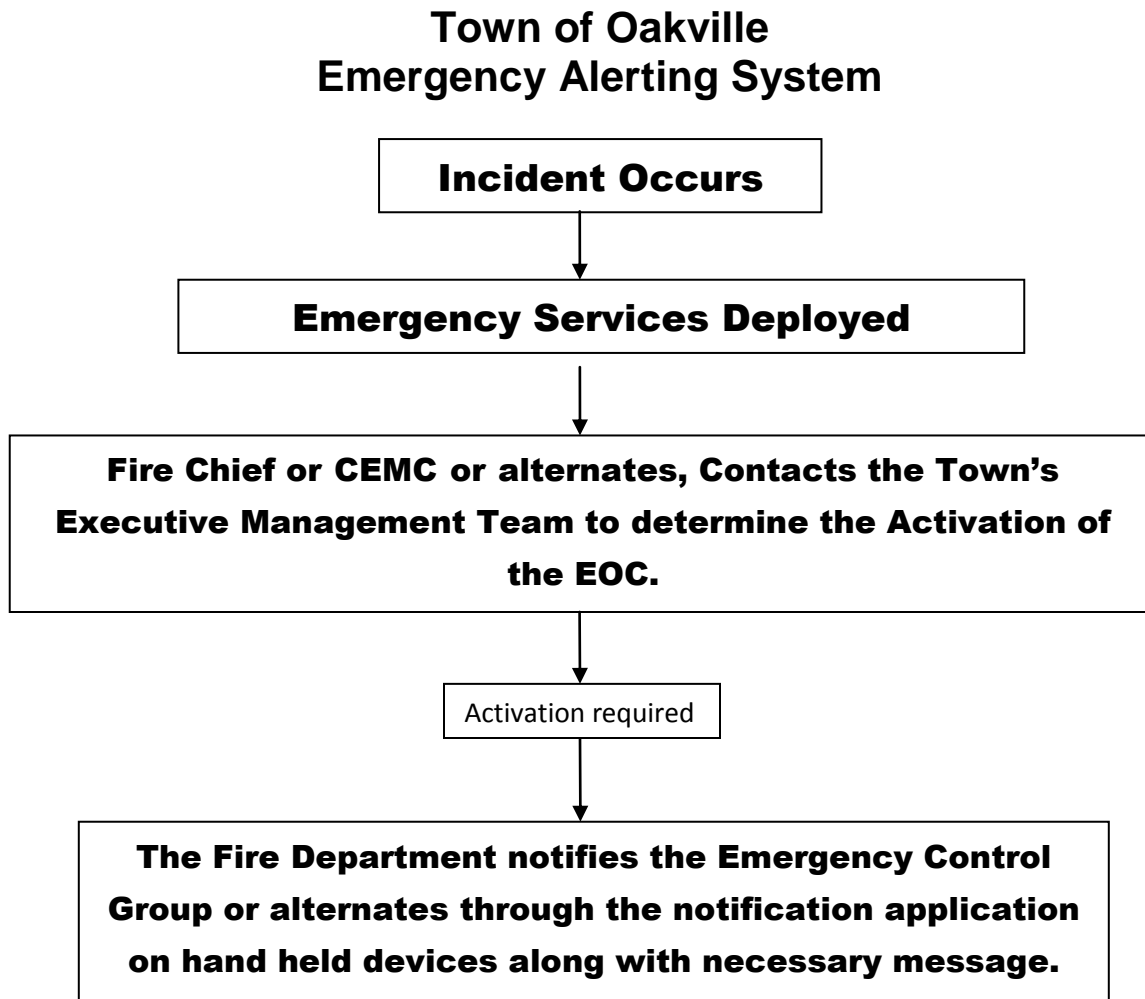 Town of Oakville
Emergency Alerting System
Incident Occurs
Emergency Services Deployed
Fire Chief or CEMC or alternates, Contacts the Town’s
Executive Management Team to determine the Activation of
the EOC.
Activation required
The Fire Department notifies the Emergency Control
Group or alternates through the notification application
on hand held devices along with necessary message.